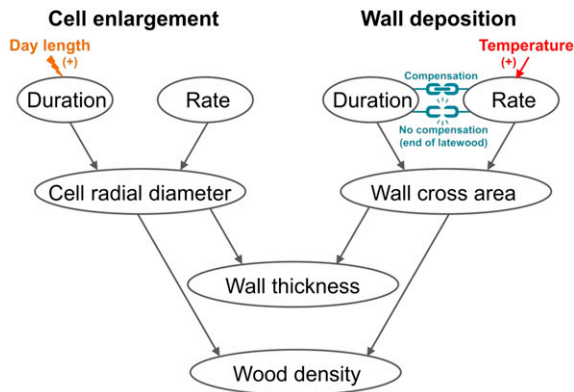 Cell enlargement
Wall deposition
Day length
(+)
Temperature
(+)
Compensation
Duration
Rate
Duration
Rate
No compensation
(end of latewood)
Cell radial diameter
Wall cross area
Wall thickness
Wood density